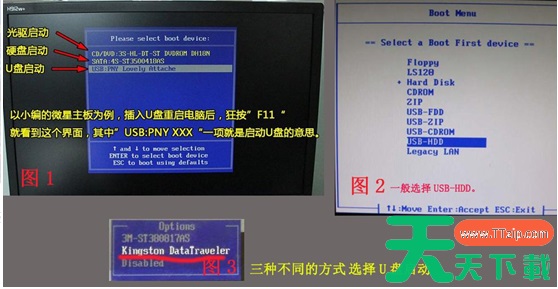 光驱启动
硬盘启动
U盘启动
Please select boot device:
CD/DVD:3S-HL-DT-ST DVDROM DH18N
SATA:4S-ST3500418AS
USB:PNY Lovely Attache
以小编的微星主板为例，插入U盘重启电脑后，狂按"F11 "
就看到这个界面，其中"USB:PNY XXX"一项就是启动U盘的意思。
↑ and ↓ to move selection
ENTER to select boot device
ESC to boot using defaults
图 1
Boot Menu
== Select a Boot First device ==
Floppy
LS120
+ Hard Disk
CDROM
ZIP
USB-FDD
USB-ZIP
USB-CDROM
USB-HDD
Legacy LAN
图 2 一般选择 USB-HDD。
↑↓:Move Enter:Accept ESC:Exit
Options
3M-ST380817AS
Kingston DataTraveler
Disabled
图 3
三种不同的方式 选择 U 盘启动
www.TTzip.com
天天下载